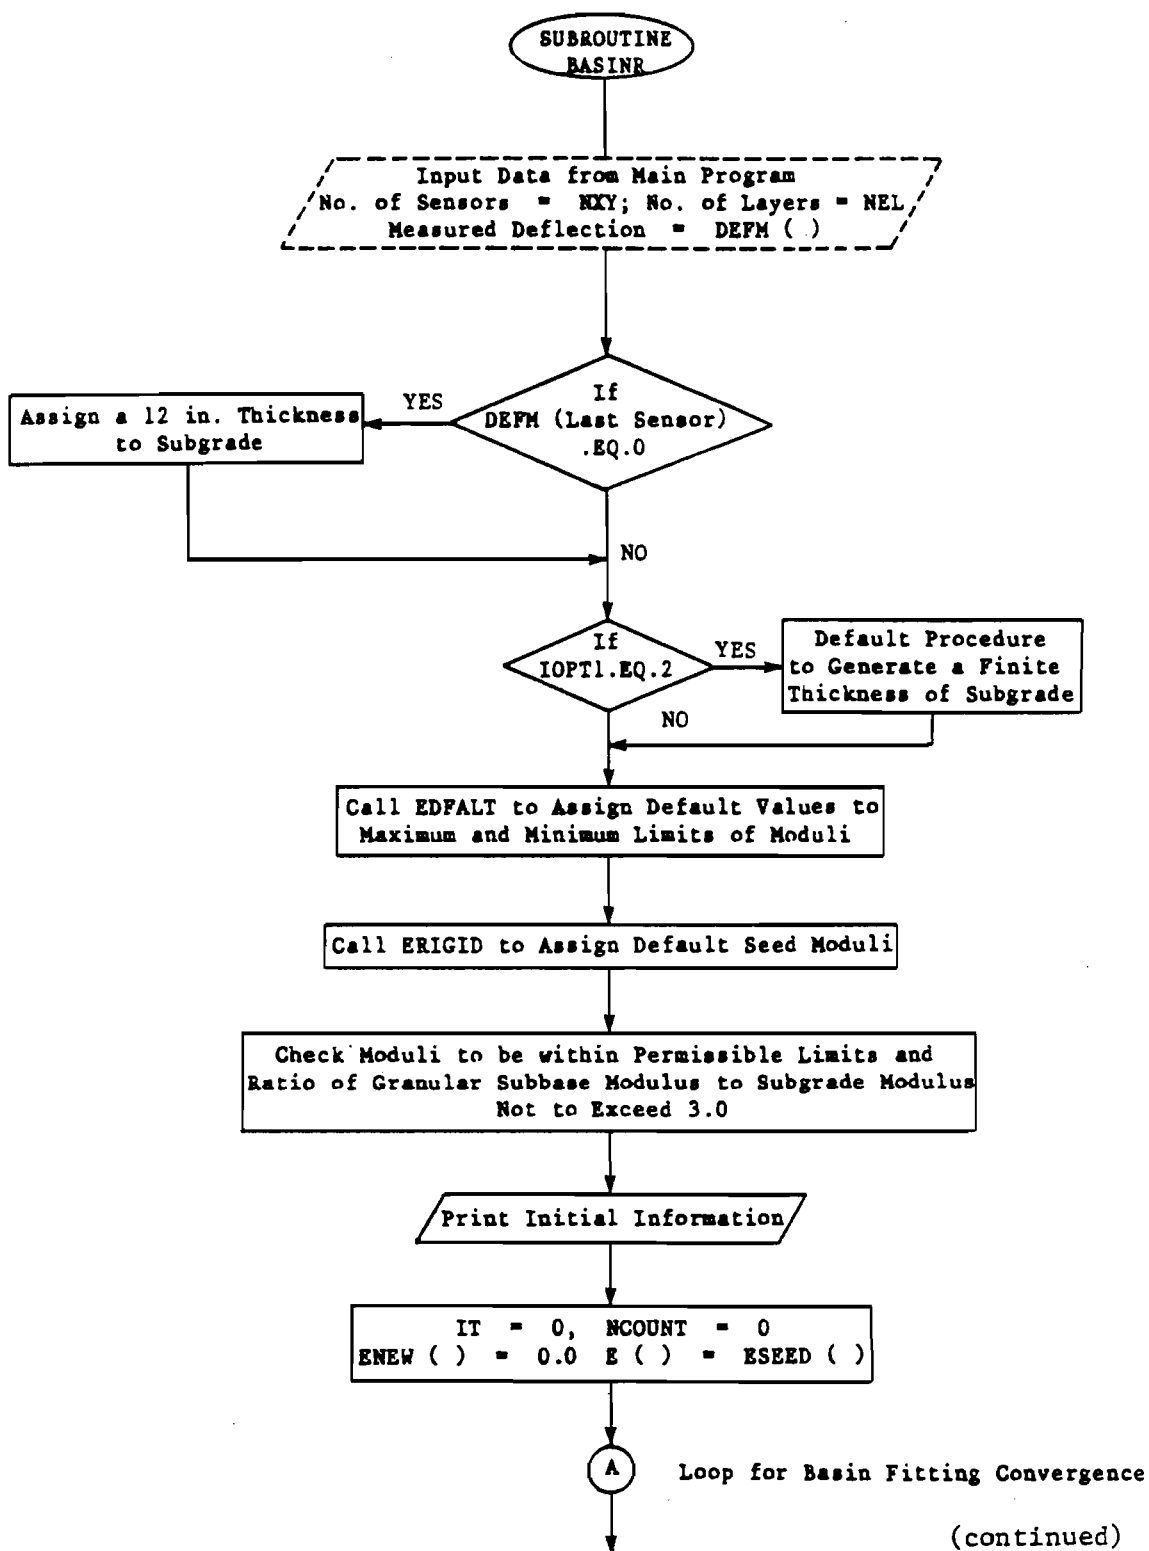 SUBROUTINE
BASINR
Input Data from Main Program
No. of Sensors = NXY; No. of Layers = NEL
Measured Deflection = DEFM ( )
If
DEFM (Last Sensor)
.EQ.0
YES
Assign a 12 in. Thickness
to Subgrade
NO
If
IOPT1.EQ.2
YES
Default Procedure
to Generate a Finite
Thickness of Subgrade
NO
Call EDFALT to Assign Default Values to
Maximum and Minimum Limits of Moduli
Call ERIGID to Assign Default Seed Moduli
Check Moduli to be within Permissible Limits and
Ratio of Granular Subbase Modulus to Subgrade Modulus
Not to Exceed 3.0
Print Initial Information
IT = 0, NCOUNT = 0
ENEW ( ) = 0.0 E ( ) = ESEED ( )
A
Loop for Basin Fitting Convergence
(continued)